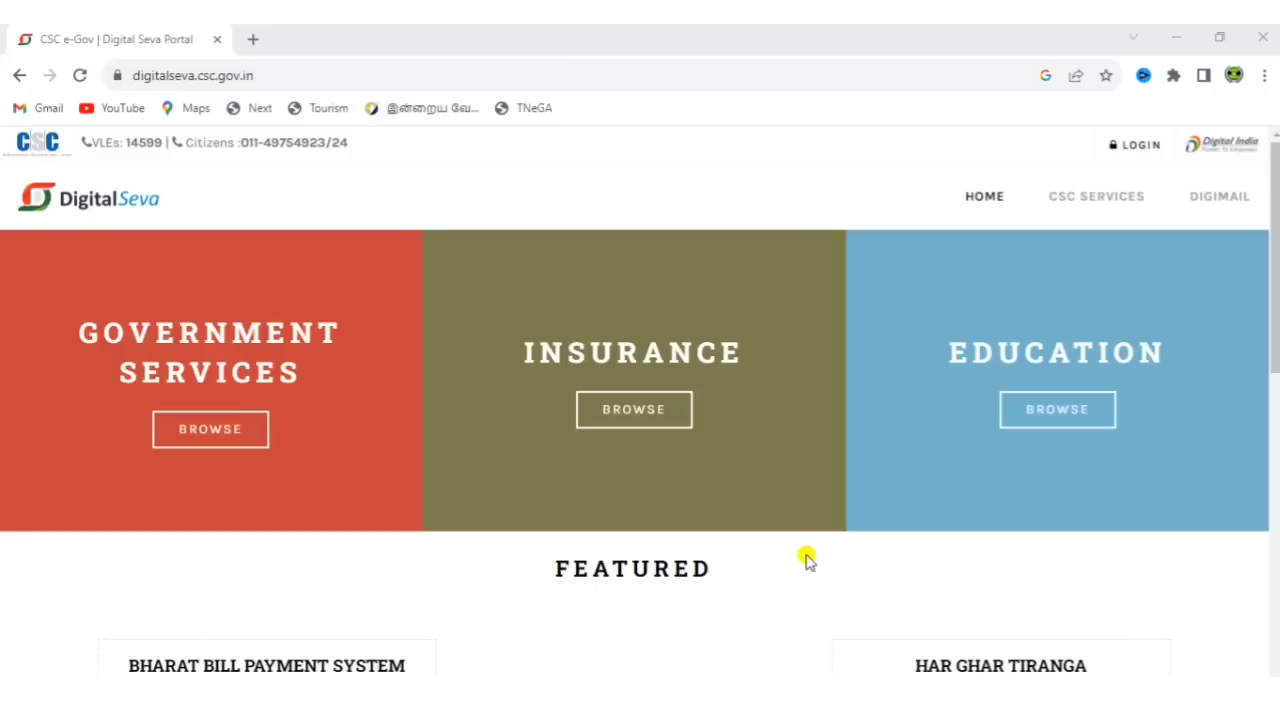 CSC e-Gov | Digital Seva Portal
digitalseva.csc.gov.in
Gmail YouTube Maps Next Tourism இன்றைய வே... TNeGA
CSC VLEs: 14599 | Citizens :011-49754923/24 LOGIN Digital India
DigitalSeva HOME CSC SERVICES DIGIMAIL
GOVERNMENT
SERVICES
BROWSE
INSURANCE
BROWSE
EDUCATION
BROWSE
FEATURED
BHARAT BILL PAYMENT SYSTEM
HAR GHAR TIRANGA